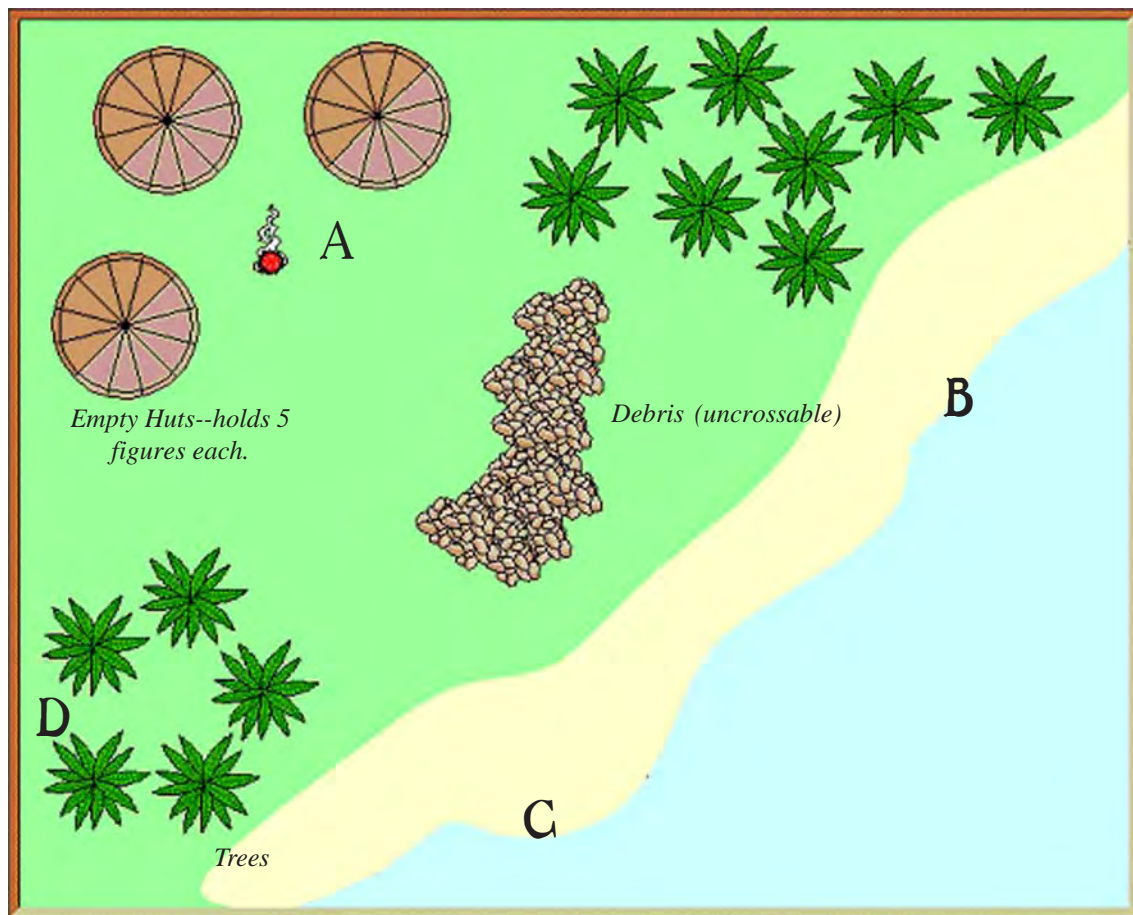 A
B
Empty Huts--holds 5
figures each.
Debris (uncrossable)
D
C
Trees